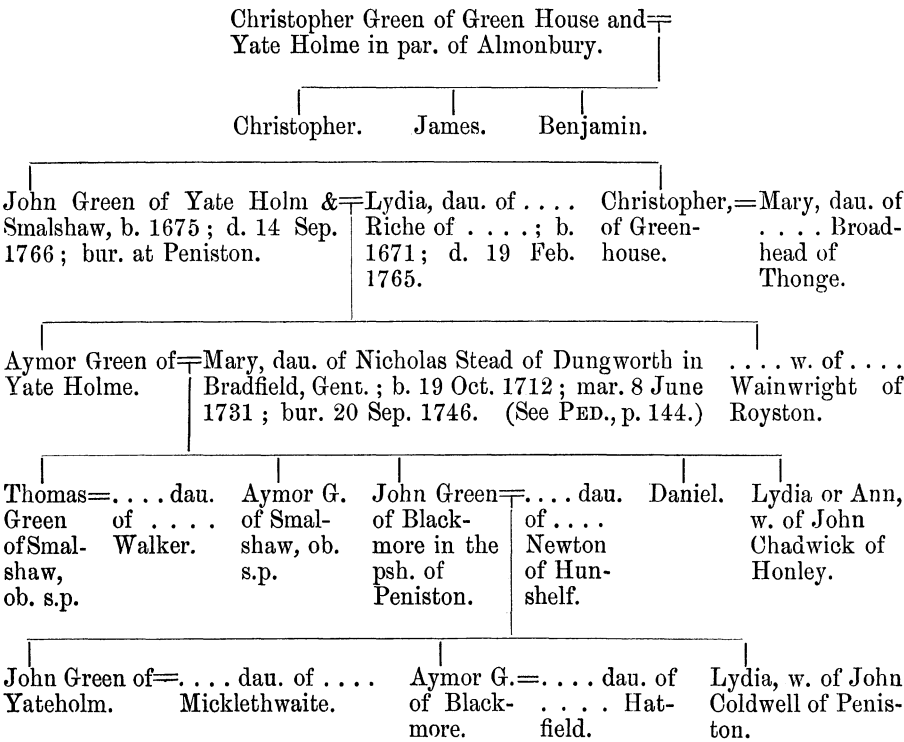 Christopher Green of Green House and
Yate Holme in par. of Almonbury.
Christopher. James. Benjamin.
John Green of Yate Holm &
Smalshaw, b. 1675 ; d. 14 Sep.
1766 ; bur. at Peniston.
Lydia, dau. of . . . .
Riche of . . . . ; b.
1671 ; d. 19 Feb.
1765.
Christopher,
of Green-
house.
Mary, dau. of
. . . . Broad-
head of
Thonge.
Aymor Green of
Yate Holme.
Mary, dau. of Nicholas Stead of Dungworth in
Bradfield, Gent. ; b. 19 Oct. 1712 ; mar. 8 June
1731 ; bur. 20 Sep. 1746. (See PED., p. 144.)
. . . . w. of . . . .
Wainwright of
Royston.
Thomas
Green
of Smal-
shaw,
ob. s.p.
. . . . dau.
of . . . .
Walker.
Aymor G.
of Smal-
shaw, ob.
s.p.
John Green
of Black-
more in the
psh. of
Peniston.
. . . . dau.
of . . . .
Newton
of Hun-
shelf.
Daniel.
Lydia or Ann,
w. of John
Chadwick of
Honley.
John Green of
Yateholm.
. . . . dau. of . . . .
Micklethwaite.
Aymor G.
of Black-
more.
. . . . dau. of
. . . . Hat-
field.
Lydia, w. of John
Coldwell of Penis-
ton.